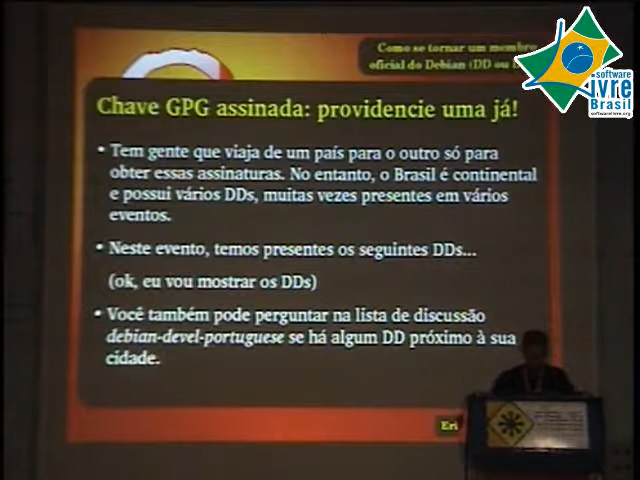 Como se tornar um membro
oficial do Debian (DD ou
Chave GPG assinada: providencie uma já!
• Tem gente que viaja de um país para o outro só para
obter essas assinaturas. No entanto, o Brasil é continental
e possui vários DDs, muitas vezes presentes em vários
eventos.
• Neste evento, temos presentes os seguintes DDs...
(ok, eu vou mostrar os DDs)
• Você também pode perguntar na lista de discussão
debian-devel-portuguese se há algum DD próximo à sua
cidade.
Eri
software
livre
Brasil
softwarelivre.org